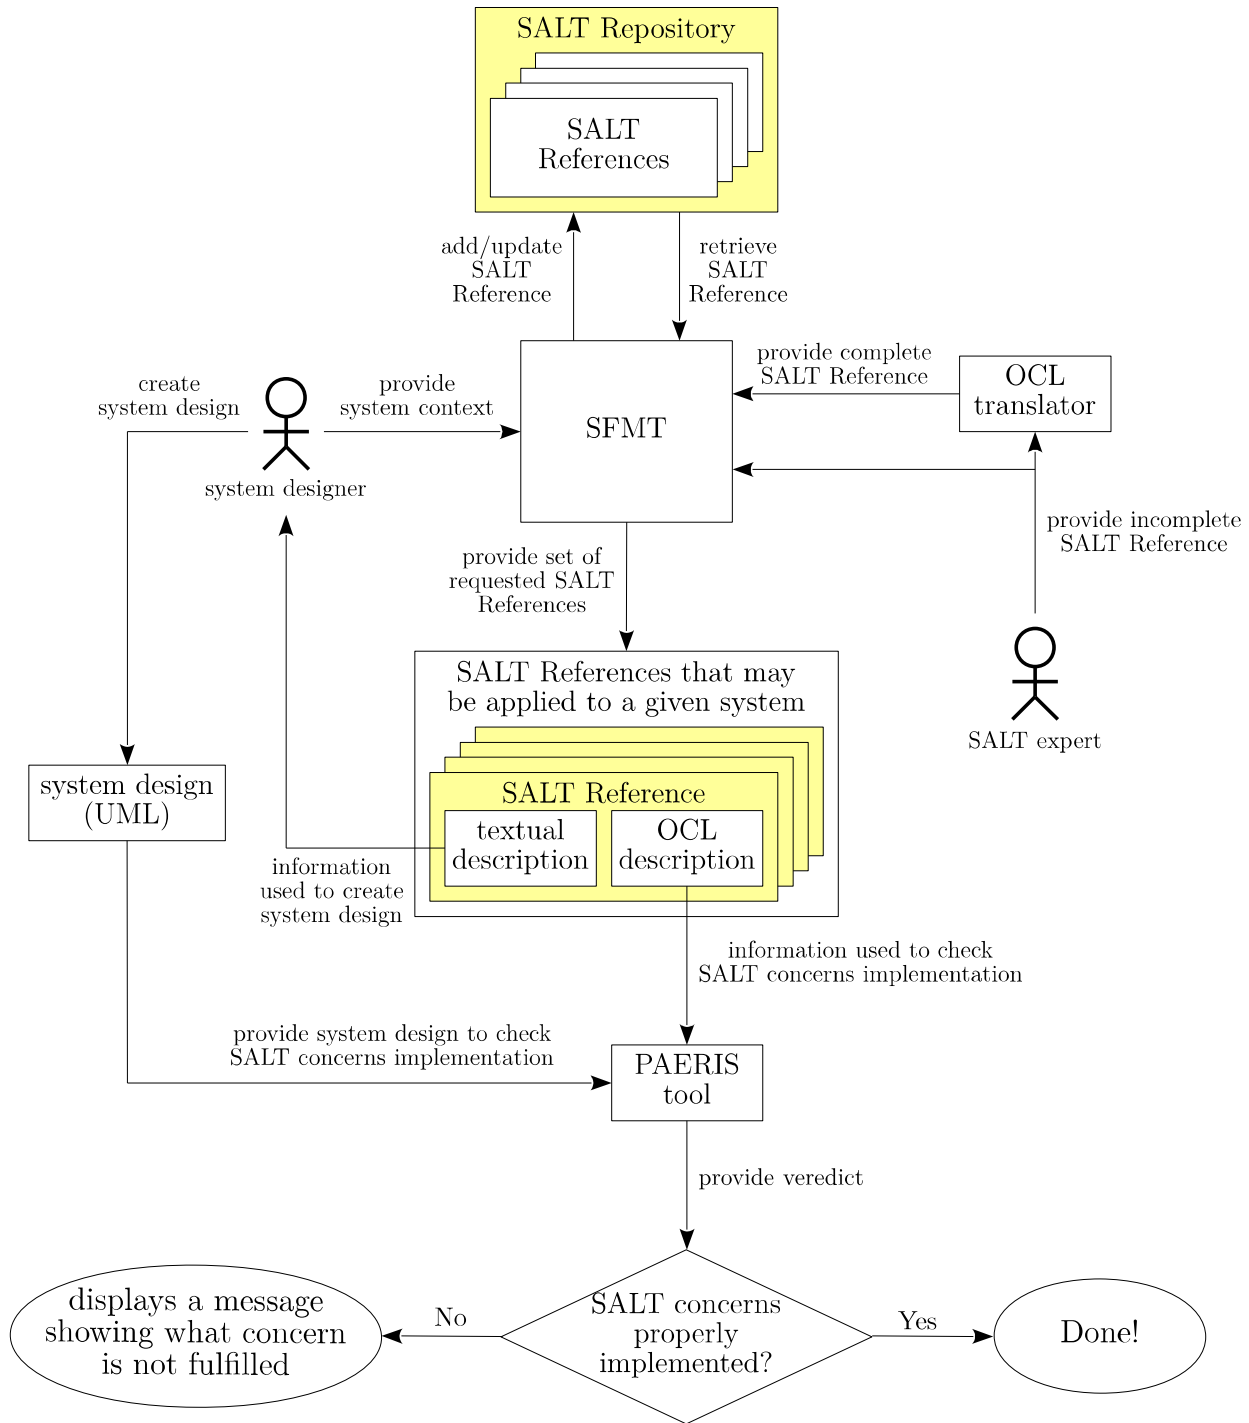 SALT Repository
SALT
References
add/update
SALT
Reference
retrieve
SALT
Reference
provide complete
SALT Reference
OCL
translator
create
system design
provide
system context
SFMT
system designer
provide incomplete
SALT Reference
provide set of
requested SALT
References
SALT References that may
be applied to a given system
SALT expert
system design
(UML)
SALT Reference
textual
description
OCL
description
information
used to create
system design
information used to check
SALT concerns implementation
provide system design to check
SALT concerns implementation
PAERIS
tool
provide veredict
displays a message
showing what concern
is not fulfilled
No
SALT concerns
properly
implemented?
Yes
Done!